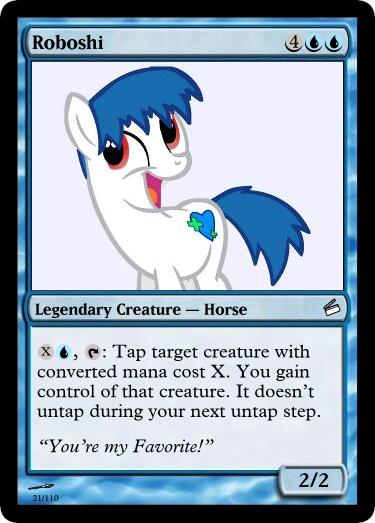 Roboshi 4
Legendary Creature — Horse
X, : Tap target creature with
converted mana cost X. You gain
control of that creature. It doesn't
untap during your next untap step.
“You're my Favorite!”
2/2
21/110